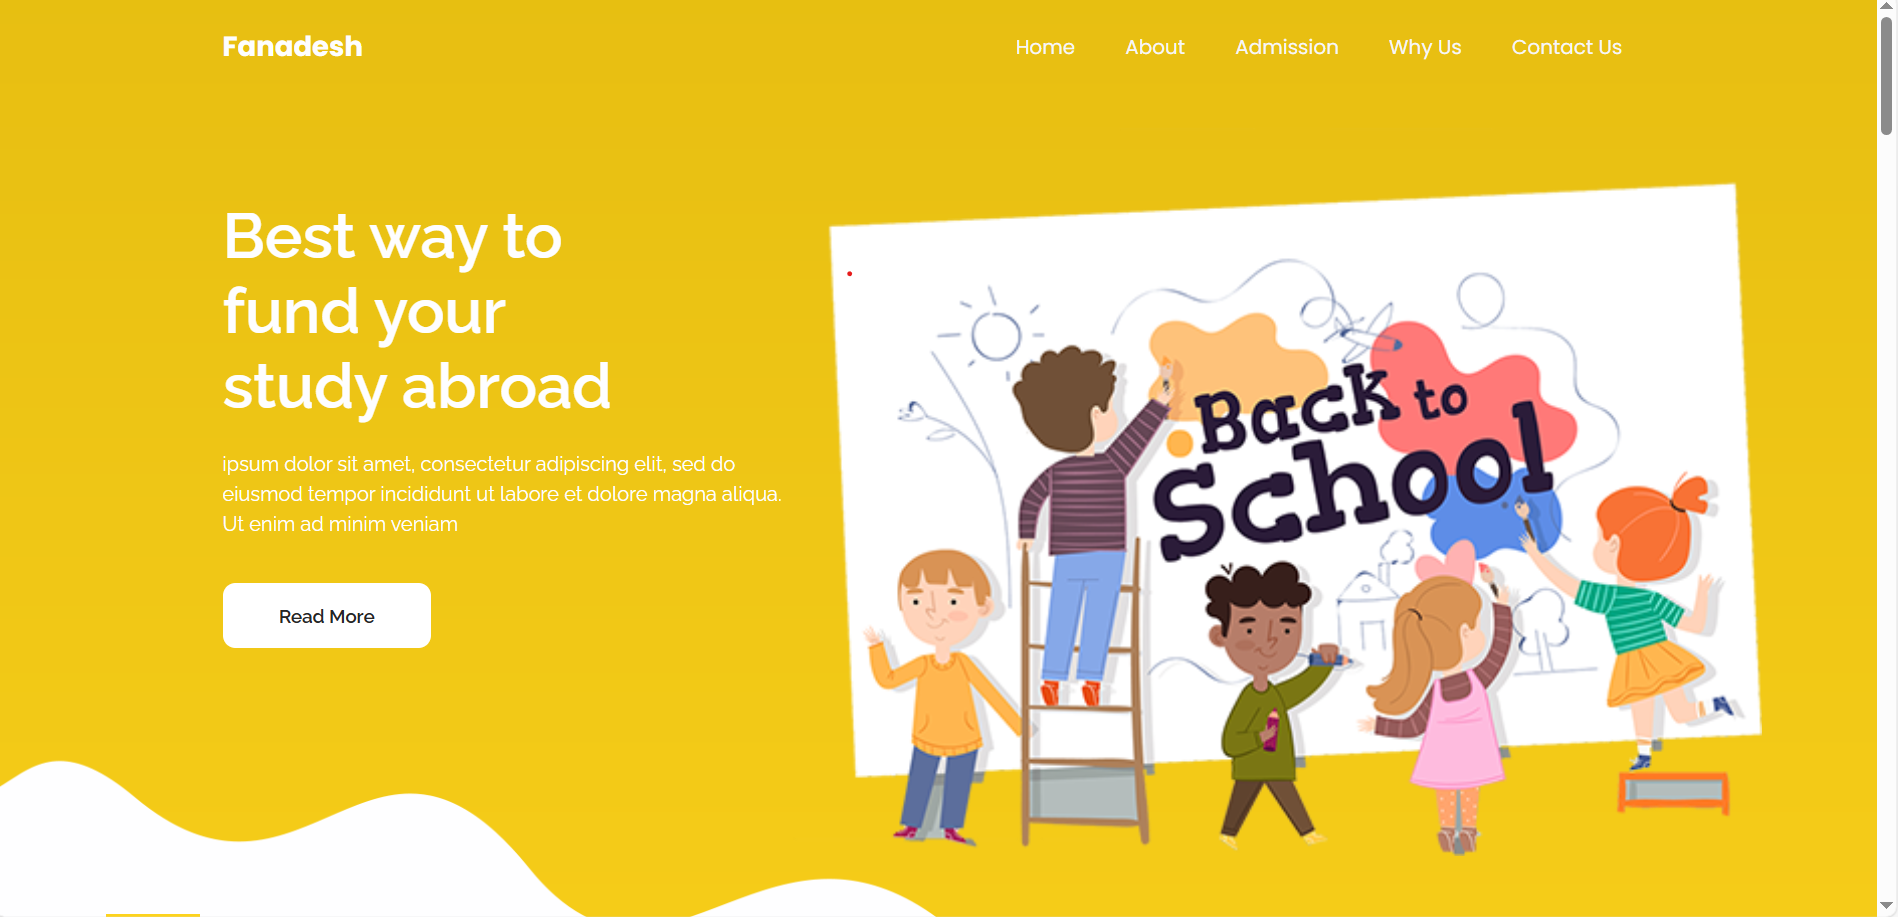 Fanadesh
Home About Admission Why Us Contact Us
Best way to
fund your
study abroad
ipsum dolor sit amet, consectetur adipiscing elit, sed do
eiusmod tempor incididunt ut labore et dolore magna aliqua.
Ut enim ad minim veniam
Read More
Back to
School